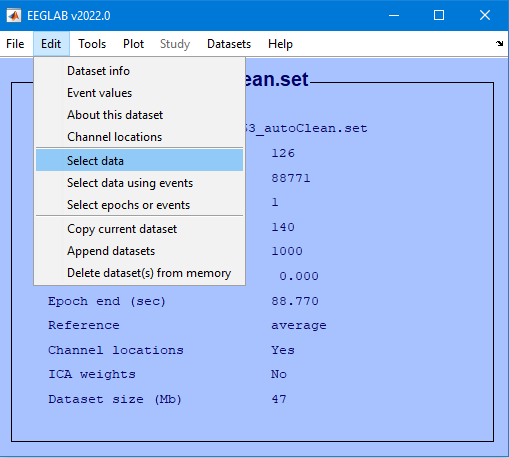 EEGLAB v2022.0
File Edit Tools Plot Study Datasets Help
Dataset info
Event values
About this dataset
Channel locations
Select data
Select data using events
Select epochs or events
Copy current dataset
Append datasets
Delete dataset(s) from memory
ean.set
S3_autoClean.set
126
88771
1
140
1000
0.000
Epoch end (sec) 88.770
Reference average
Channel locations Yes
ICA weights No
Dataset size (Mb) 47